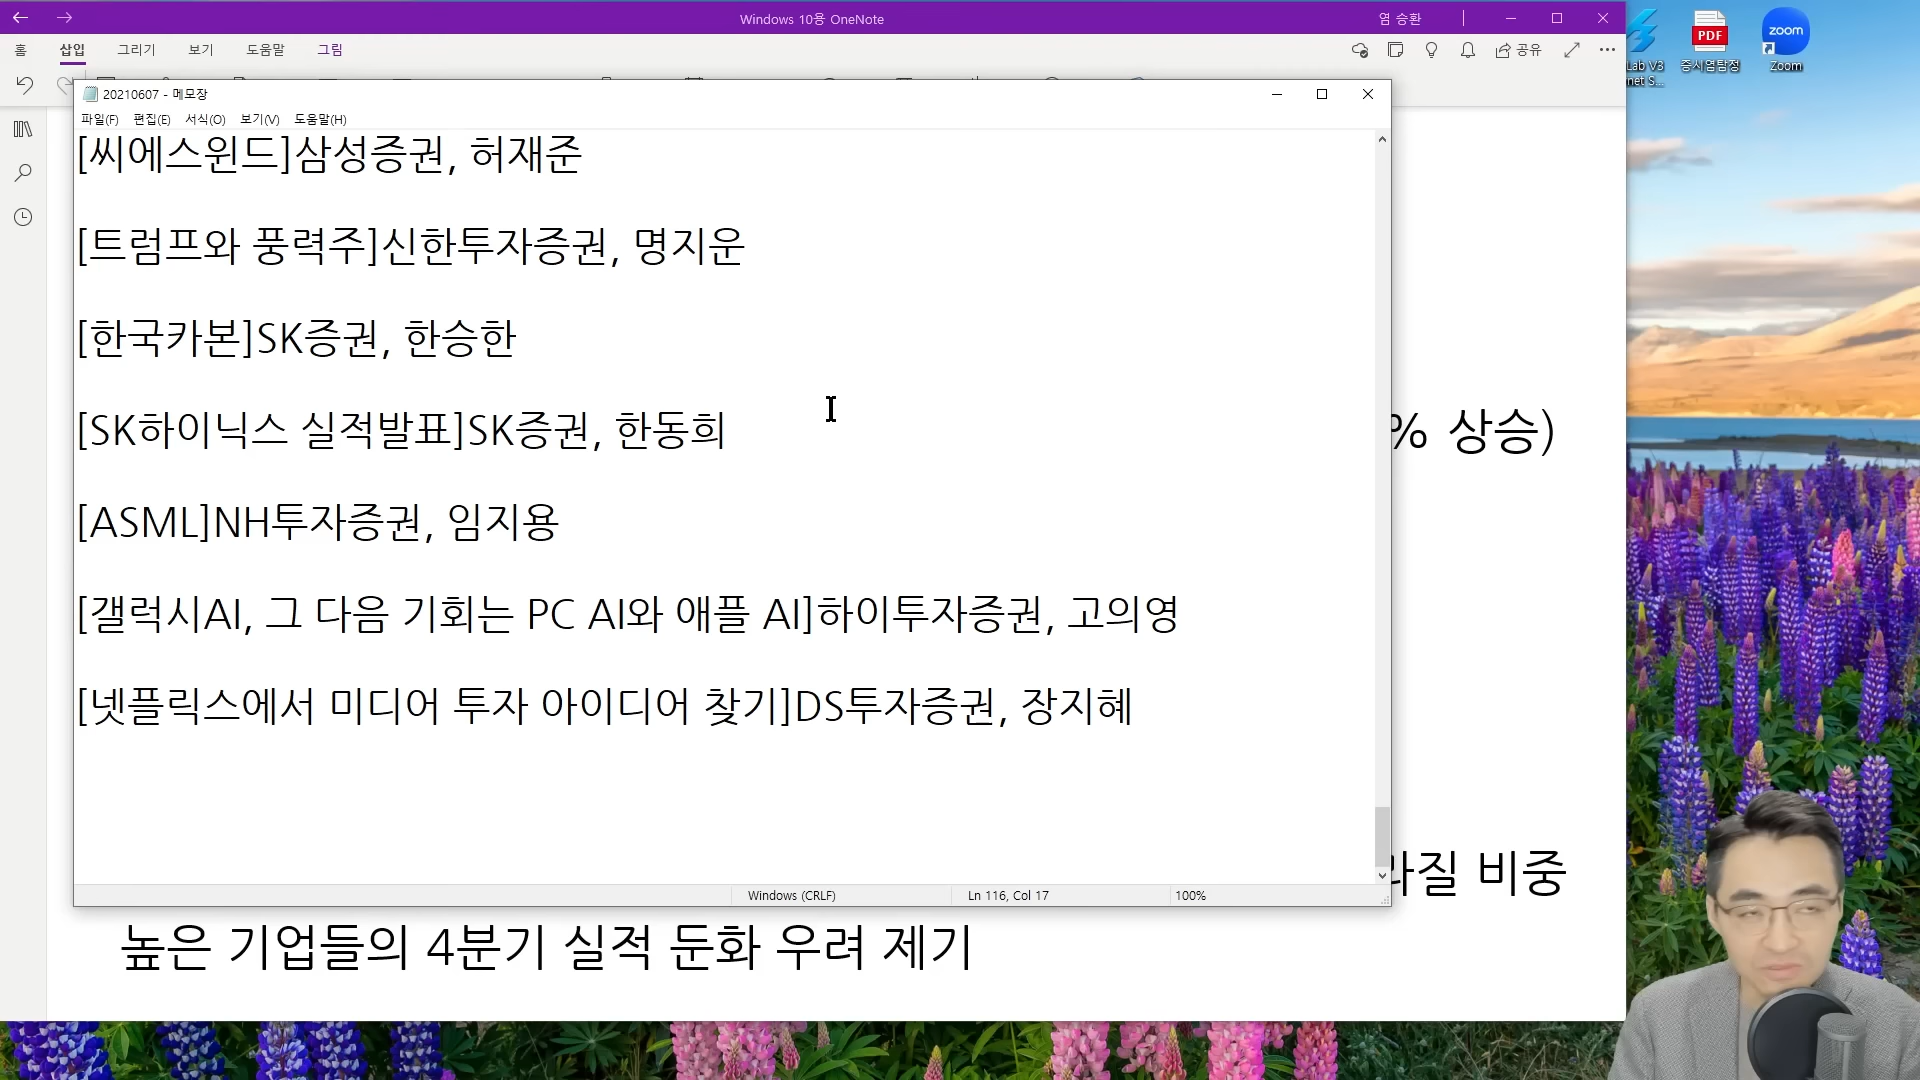 Windows 10용 OneNote
염 승환
홈 삽입 그리기 보기 도움말 그림
공유
20210607 - 메모장
파일(F) 편집(E) 서식(O) 보기(V) 도움말(H)
[씨에스윈드]삼성증권, 허재준
[트럼프와 풍력주]신한투자증권, 명지운
[한국카본]SK증권, 한승한
[SK하이닉스 실적발표]SK증권, 한동희
[ASML]NH투자증권, 임지용
[갤럭시AI, 그 다음 기회는 PC AI와 애플 AI]하이투자증권, 고의영
[넷플릭스에서 미디어 투자 아이디어 찾기]DS투자증권, 장지혜
Windows (CRLF) Ln 116, Col 17 100%
% 상승)
라질 비중
높은 기업들의 4분기 실적 둔화 우려 제기
Lab V3
net S...
PDF
증시염탐정
zoom
Zoom